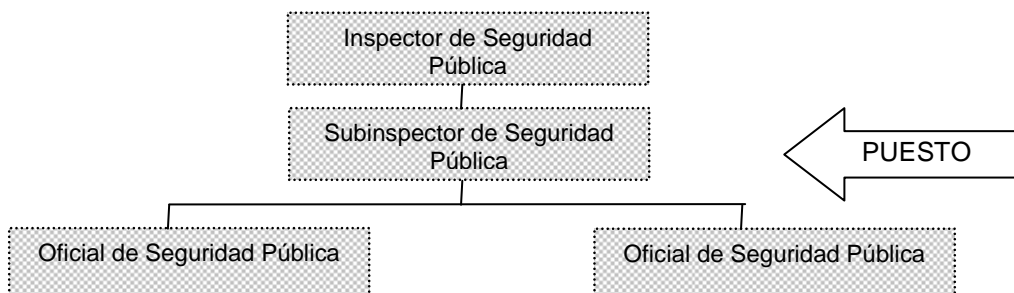 Inspector de Seguridad
Pública
Subinspector de Seguridad
Pública
PUESTO
Oficial de Seguridad Pública
Oficial de Seguridad Pública